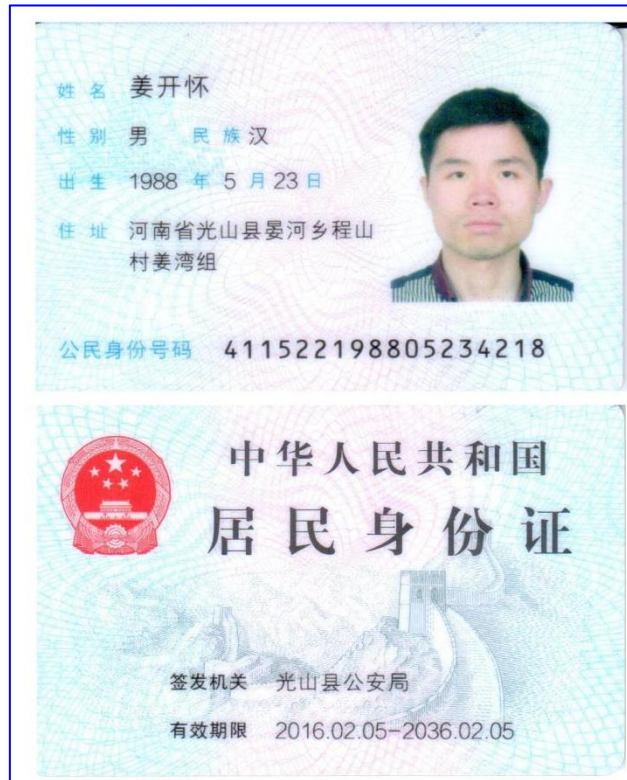 姓名 姜开怀
性别 男 民族 汉
出生 1988 年 5 月 23 日
住址 河南省光山县晏河乡程山
村姜湾组
公民身份号码 411522198805234218
中华人民共和国
居民身份证
签发机关 光山县公安局
有效期限 2016.02.05-2036.02.05